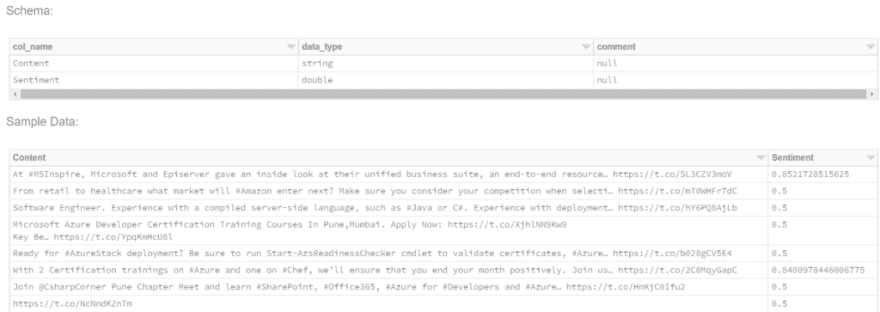 Schema:
col_name data_type comment
Content string null
Sentiment double null
Sample Data:
Content Sentiment
At #MSInspire, Microsoft and Episerver gave an inside look at their unified business suite, an end-to-end resource… https://t.co/SL3CZV3moV 0.8521728515625
From retail to healthcare what market will #Amazon enter next? Make sure you consider your competition when selecti… https://t.co/mT0WHFr7dC 0.5
Software Engineer. Experience with a compiled server-side language, such as #Java or C#. Experience with deployment… https://t.co/hY6PQ8AjLb 0.5
Microsoft Azure Developer Certification Training Courses In Pune,Mumbai. Apply Now: https://t.co/XjhlNN9Kw9 0.5
Key Be… https://t.co/YpqKmHcU8l
Ready for #AzureStack deployment? Be sure to run Start-AzsReadinessChecker cmdlet to validate certificates, #Azure… https://t.co/b028gCV5E4 0.5
With 2 Certification trainings on #Azure and one on #Chef, we'll ensure that you end your month positively. Join us… https://t.co/2C0MqyGapC 0.8400978446006775
Join @CsharpCorner Pune Chapter Meet and learn #SharePoint, #Office365, #Azure for #Developers and #Azure… https://t.co/HnKjC0Ifu2 0.5
https://t.co/NcNndKZnTm 0.5